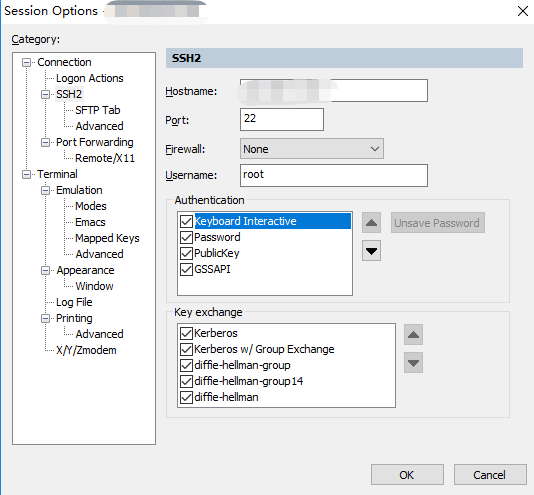 Session Options -
Category:
Connection
Logon Actions
SSH2
SFTP Tab
Advanced
Port Forwarding
Remote/X11
Terminal
Emulation
Modes
Emacs
Mapped Keys
Advanced
Appearance
Window
Log File
Printing
Advanced
X/Y/Zmodem
SSH2
Hostname:
Port: 22
Firewall: None
Username: root
Authentication
Keyboard Interactive
Password
PublicKey
GSSAPI
Unsave Password
Key exchange
Kerberos
Kerberos w/ Group Exchange
diffie-hellman-group
diffie-hellman-group14
diffie-hellman
OK Cancel